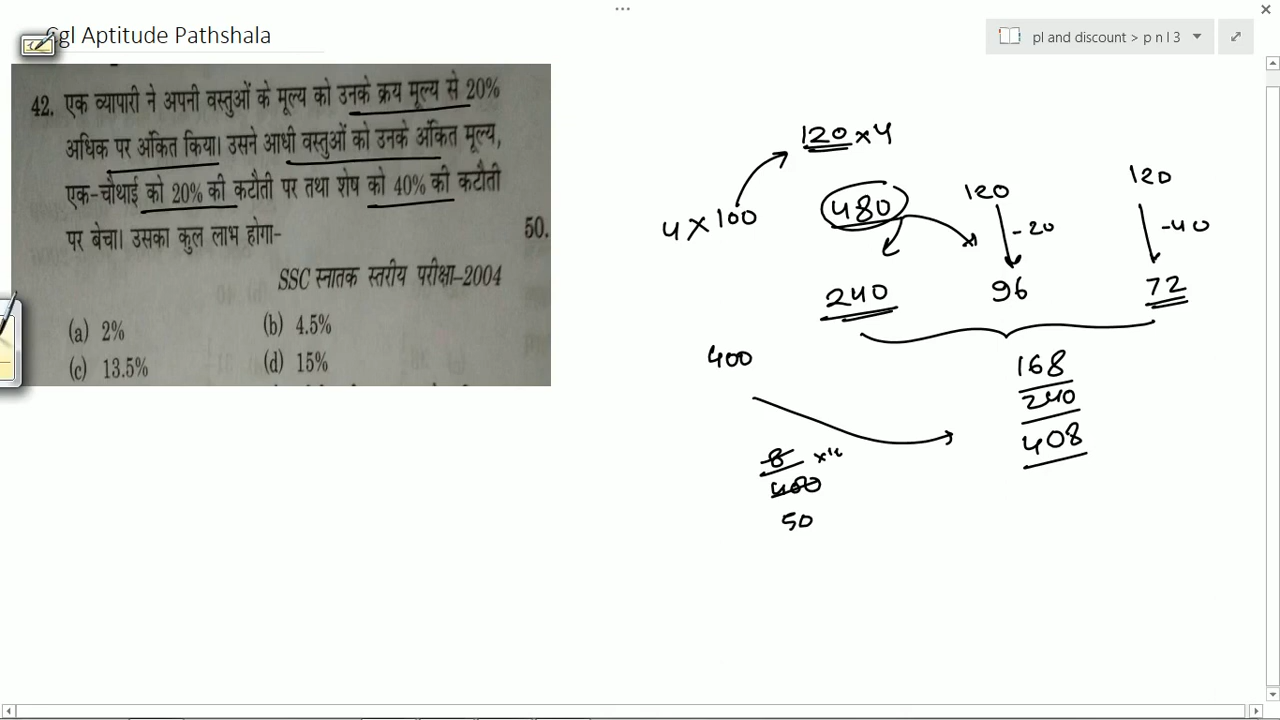 Cgl Aptitude Pathshala
pl and discount > p n l 3
42. एक व्यापारी ने अपनी वस्तुओं के मूल्य को उनके क्रय मूल्य से 20%
अधिक पर अंकित किया। उसने आधी वस्तुओं को उनके अंकित मूल्य,
एक-चौथाई को 20% की कटौती पर तथा शेष को 40% की कटौती
पर बेचा। उसका कुल लाभ होगा-
50.
SSC स्नातक स्तरीय परीक्षा-2004
(a) 2% (b) 4.5%
(c) 13.5% (d) 15%
120 x 4
4 x 100
480
120
-20
120
-40
240
96
72
400
168
240
408
8
400
50